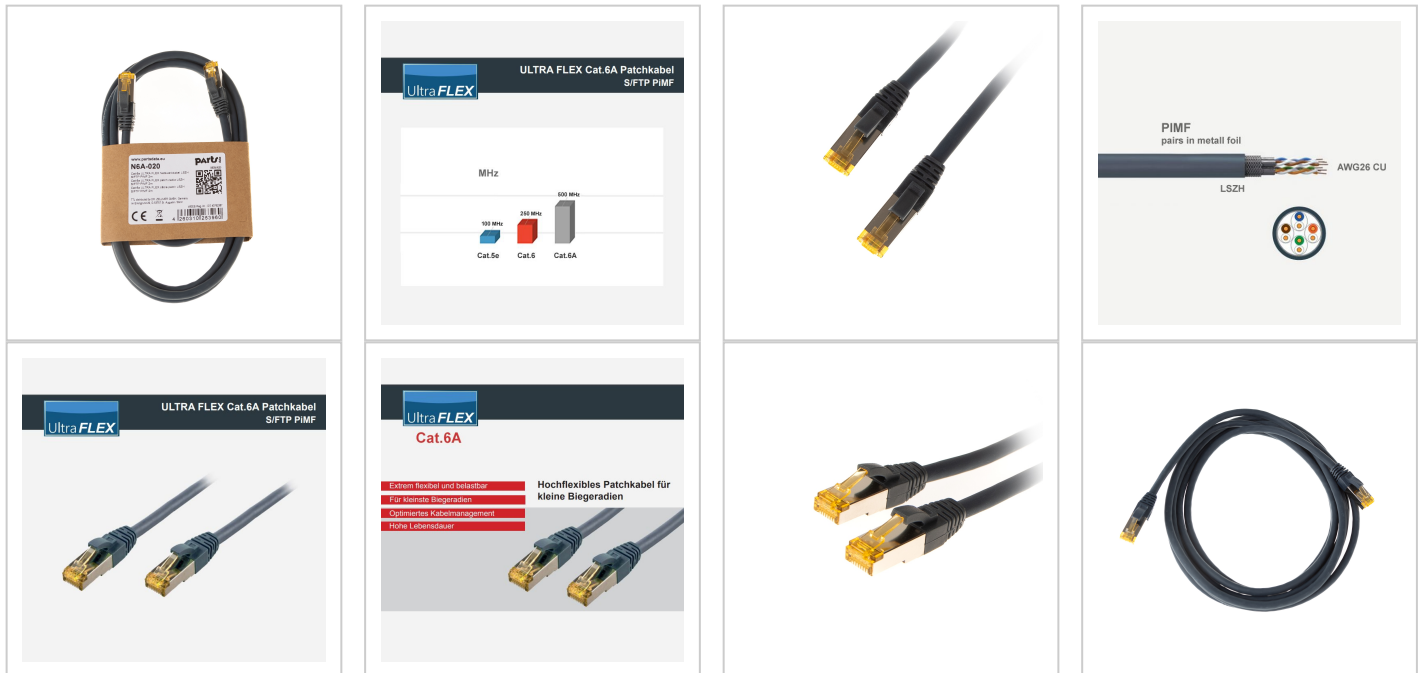 www.partsdata.eu
parts
N6A-020
Ultra FLEX
ULTRA FLEX Cat.6A Patchkabel
S/FTP PiMF
MHz
100 MHz
250 MHz
500 MHz
Cat.5e
Cat.6
Cat.6A
PIMF
pairs in metall foil
AWG26 CU
LSZH
ULTRA FLEX Cat.6A Patchkabel
S/FTP PiMF
Ultra FLEX
Ultra FLEX
Cat.6A
Extrem flexibel und belastbar
Für kleinste Biegeradien
Optimiertes Kabelmanagement
Hohe Lebensdauer
Hochflexibles Patchkabel für
kleine Biegeradien